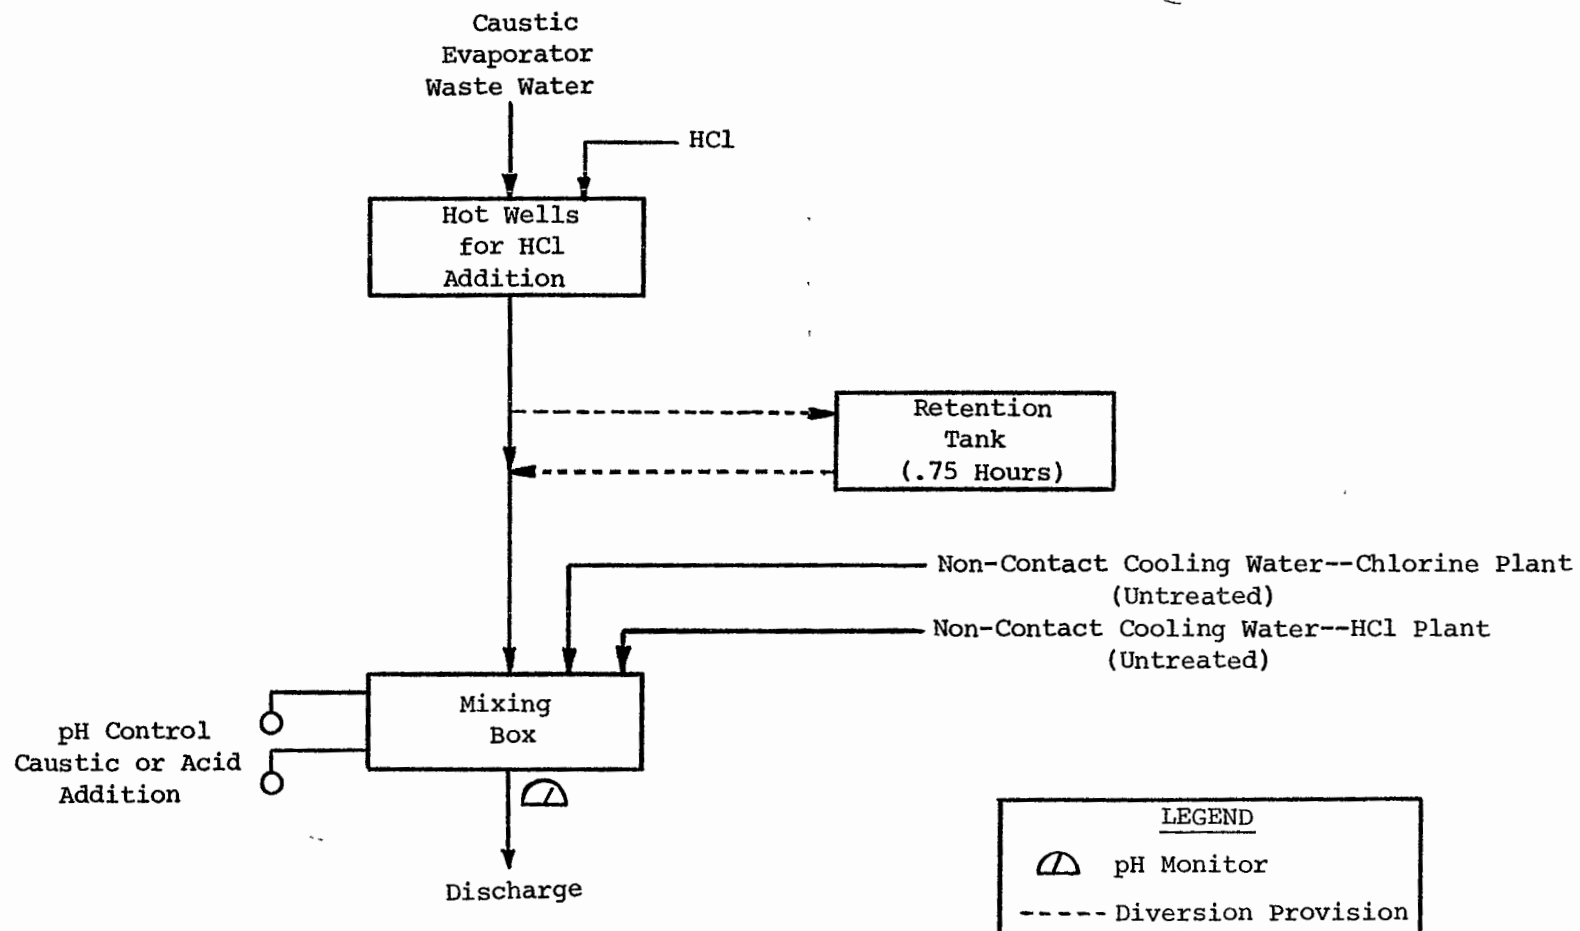 Caustic
Evaporator
Waste Water
HCl
Hot Wells
for HCl
Addition
Retention
Tank
(.75 Hours)
Non-Contact Cooling Water--Chlorine Plant
(Untreated)
Non-Contact Cooling Water--HCl Plant
(Untreated)
Mixing
Box
pH Control
Caustic or Acid
Addition
Discharge
LEGEND
pH Monitor
Diversion Provision